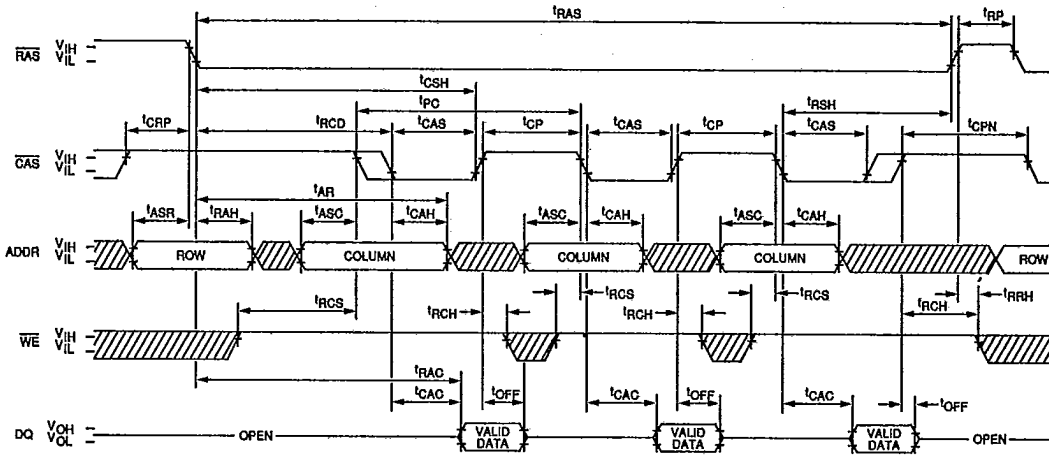 tRAS
tRP
RAS
VIH
VIL
tCSH
tPC
tRSH
tCRP
tRCD
tCAS
tCP
tCAS
tCP
tCAS
tCPN
CAS
VIH
VIL
tAR
tASR
tRAH
tASC
tCAH
tASC
tCAH
tASC
tCAH
ADDR
VIH
VIL
ROW
COLUMN
COLUMN
COLUMN
ROW
tRCS
tRCH
tRCS
tRCH
tRCS
tRCH
tRRH
WE
VIH
VIL
tRAC
tCAC
tOFF
tCAC
tOFF
tCAC
tOFF
DQ
VOH
VOL
OPEN
VALID
DATA
VALID
DATA
VALID
DATA
OPEN